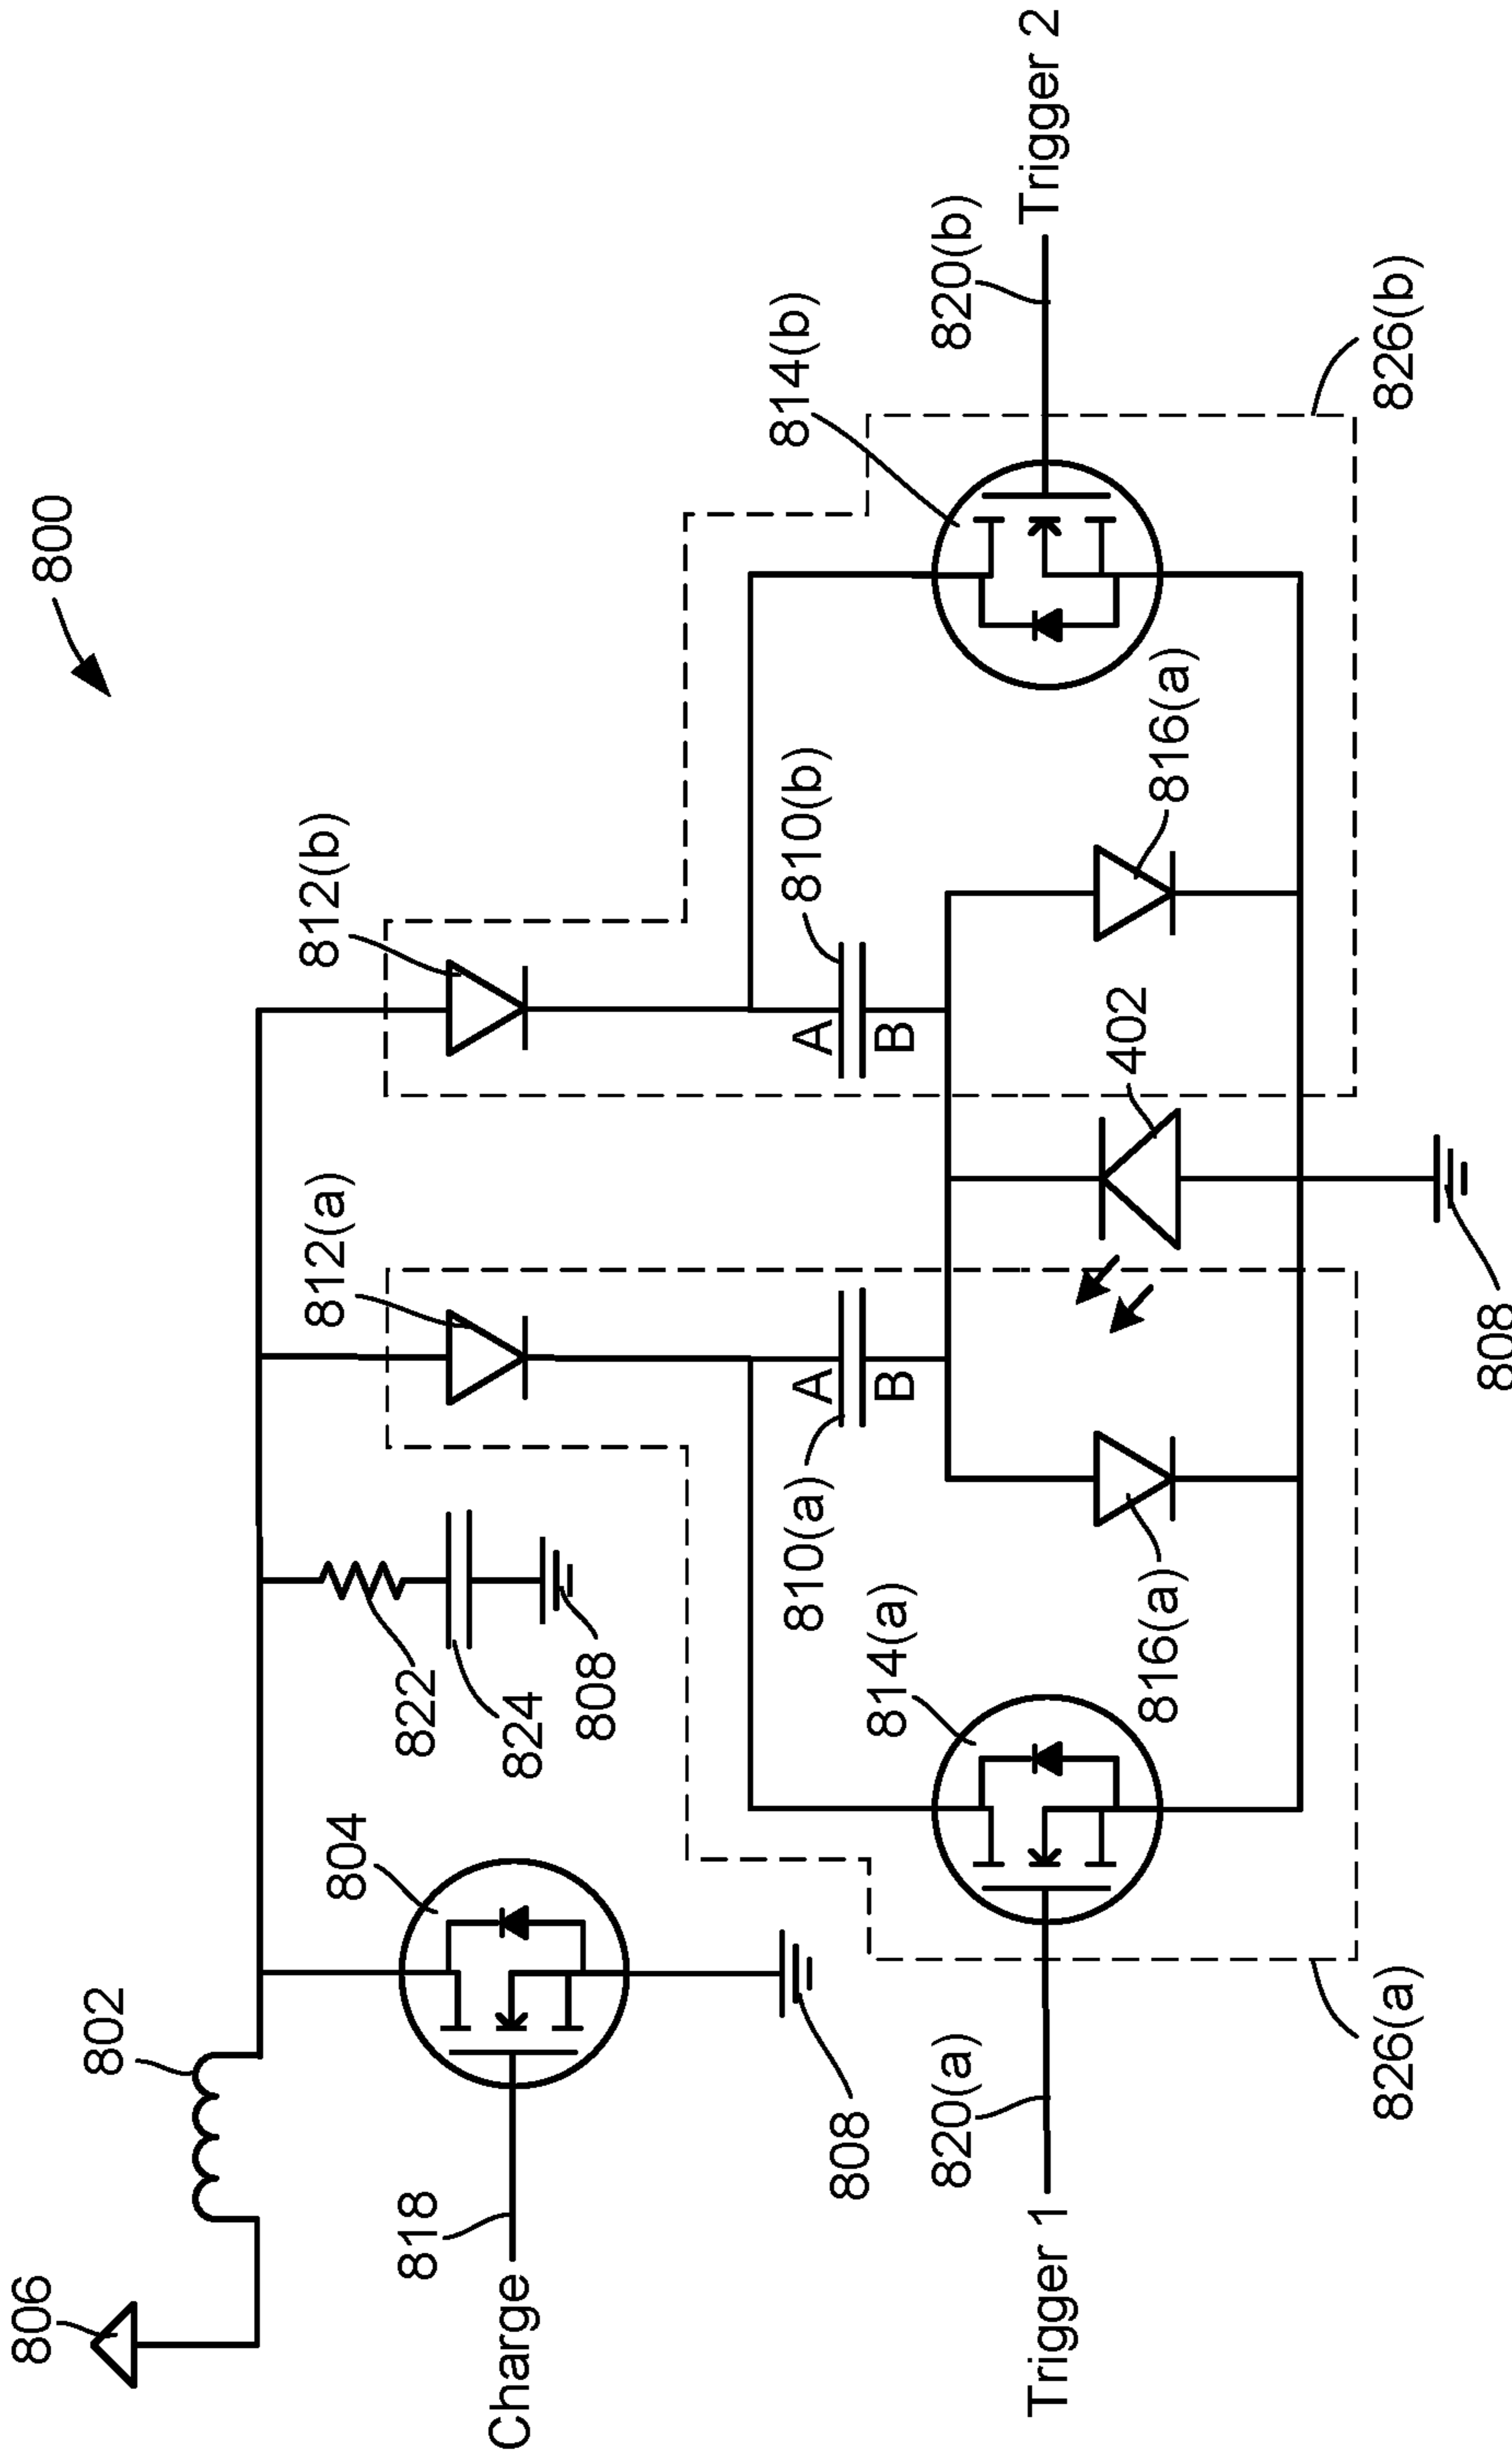 800
806
802
804
812(a)
812(b)
818
Charge
822
824
808
808
814(a)
810(a)
A
B
A
B
810(b)
814(b)
820(a)
Trigger 1
816(a)
402
816(a)
820(b)
Trigger 2
826(a)
808
826(b)